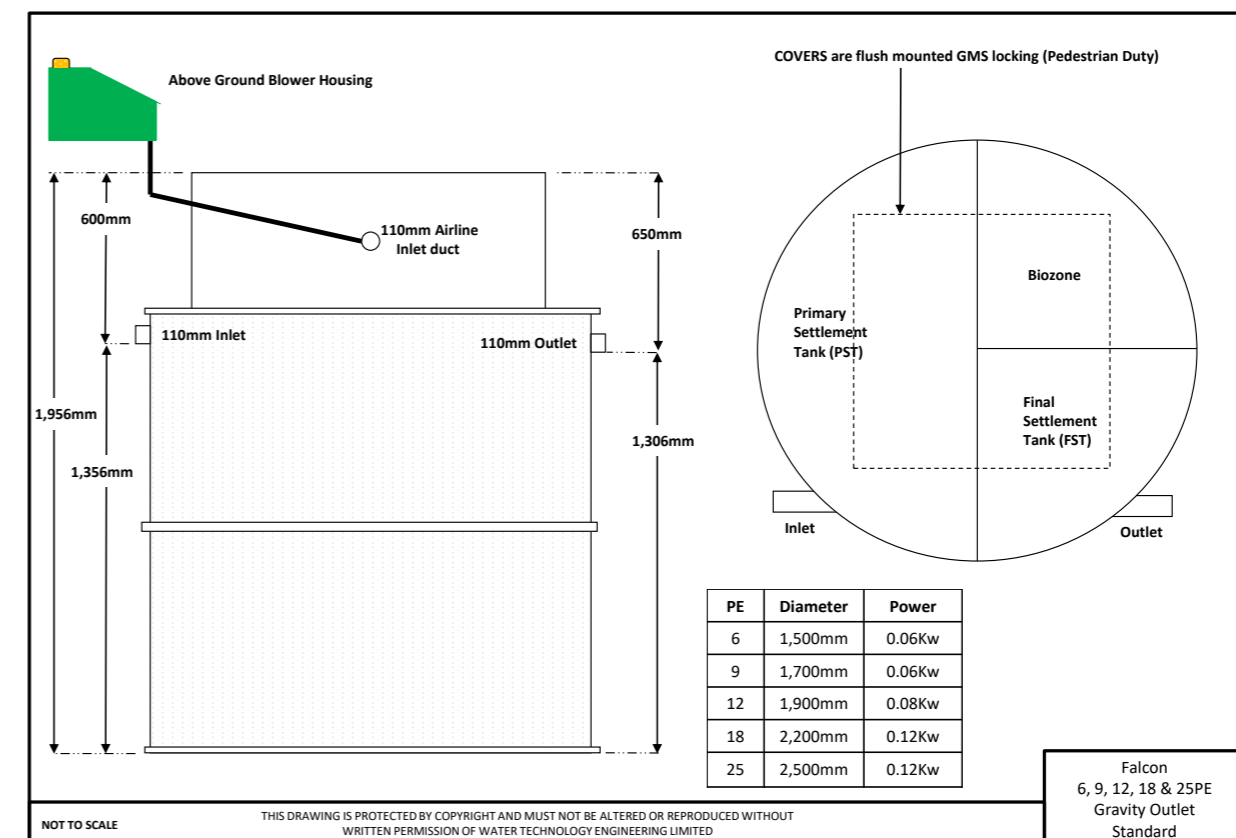 COVERS are flush mounted GMS locking (Pedestrian Duty)
Above Ground Blower Housing
600mm
110mm Airline
Inlet duct
650mm
110mm Inlet
110mm Outlet
1,956mm
1,356mm
1,306mm
Biozone
Primary
Settlement
Tank (PST)
Final
Settlement
Tank (FST)
Inlet
Outlet
PE Diameter Power
6 1,500mm 0.06Kw
9 1,700mm 0.06Kw
12 1,900mm 0.08Kw
18 2,200mm 0.12Kw
25 2,500mm 0.12Kw
Falcon
6, 9, 12, 18 & 25PE
Gravity Outlet
Standard
NOT TO SCALE
THIS DRAWING IS PROTECTED BY COPYRIGHT AND MUST NOT BE ALTERED OR REPRODUCED WITHOUT
WRITTEN PERMISSION OF WATER TECHNOLOGY ENGINEERING LIMITED